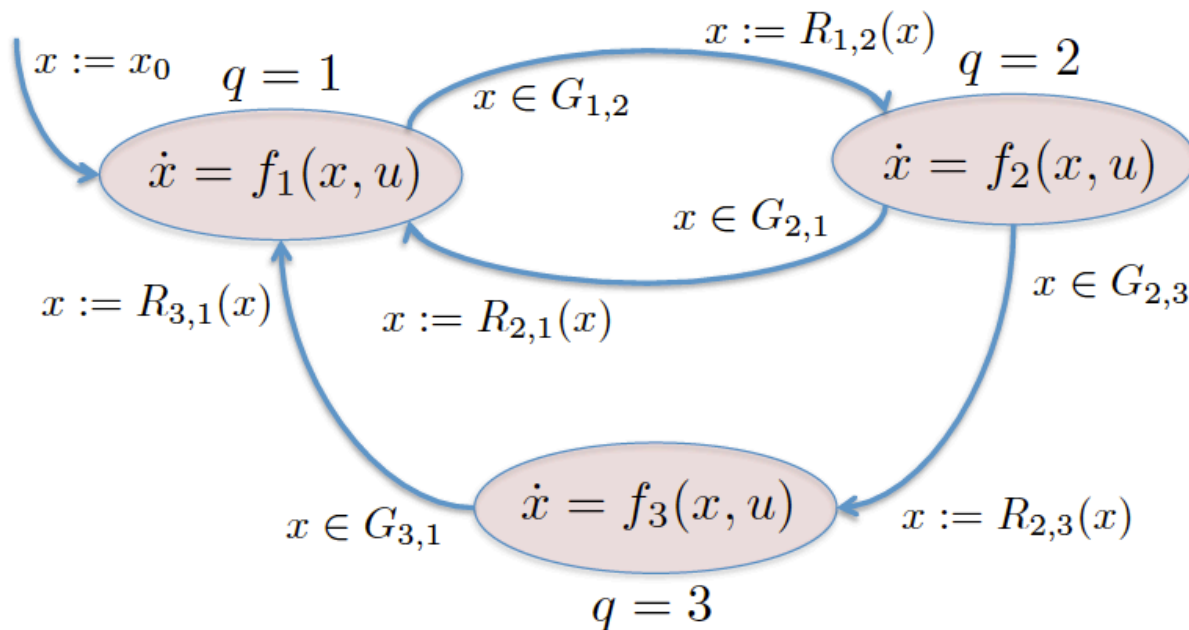 x := R_{1,2}(x)
q = 2
x := x_0
q = 1
x ∈ G_{1,2}
ẋ = f_1(x, u)
ẋ = f_2(x, u)
x ∈ G_{2,1}
x ∈ G_{2,3}
x := R_{3,1}(x)
x := R_{2,1}(x)
ẋ = f_3(x, u)
x ∈ G_{3,1}
x := R_{2,3}(x)
q = 3